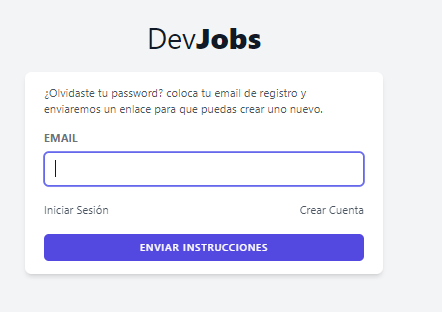 DevJobs
¿Olvidaste tu password? coloca tu email de registro y
enviaremos un enlace para que puedas crear uno nuevo.
EMAIL
Iniciar Sesión Crear Cuenta
ENVIAR INSTRUCCIONES